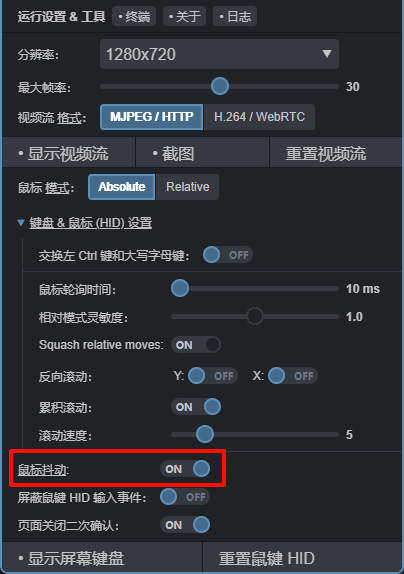 运行设置 & 工具 • 终端 • 关于 • 日志
分辨率： 1280x720
最大帧率： 30
视频流 格式： MJPEG / HTTP H.264 / WebRTC
• 显示视频流 • 截图 重置视频流
鼠标 模式： Absolute Relative
键盘 & 鼠标 (HID) 设置
交换左 Ctrl 键和大写字母键： OFF
鼠标轮询时间： 10 ms
相对模式灵敏度： 1.0
Squash relative moves: ON
反向滚动： Y: OFF X: OFF
累积滚动： ON
滚动速度： 5
鼠标抖动: ON
屏蔽鼠键 HID 输入事件： OFF
页面关闭二次确认： ON
• 显示屏幕键盘 重置鼠键 HID